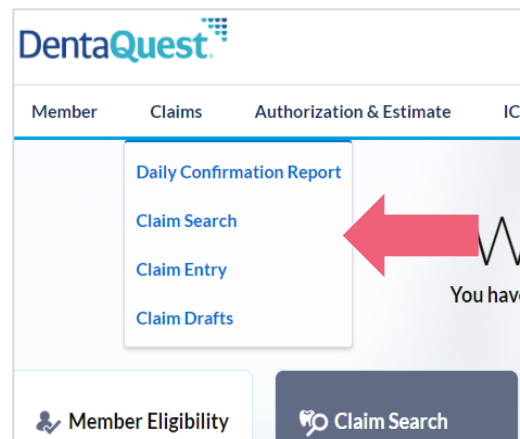 DentaQuest.
Member Claims Authorization & Estimate
Daily Confirmation Report
Claim Search
Claim Entry
Claim Drafts
You
Member Eligibility
Claim Search